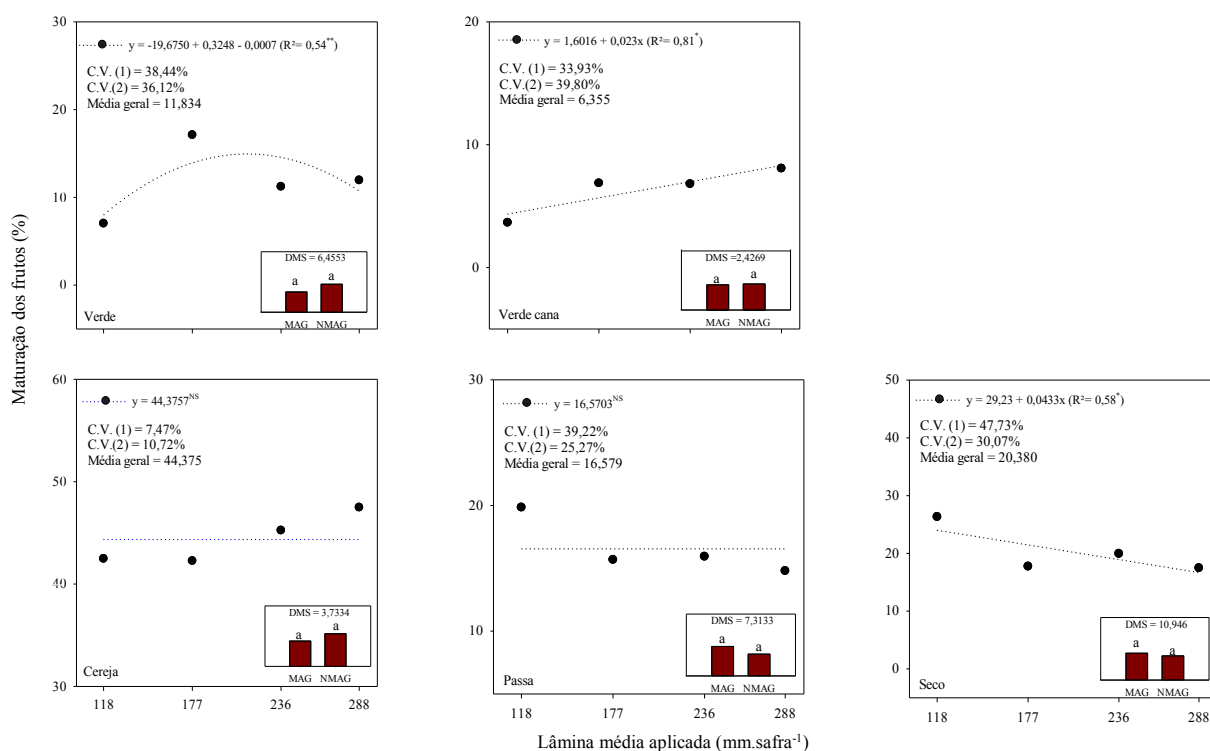 Maturação dos frutos (%)
30
20
10
0
y = -19,6750 + 0,3248 - 0,0007 (R²= 0,54**)
C.V. (1) = 38,44%
C.V.(2) = 36,12%
Média geral = 11,834
DMS = 6,4553
a a
MAG NMAG
Verde
20
10
0
y = 1,6016 + 0,023x (R²= 0,81*)
C.V. (1) = 33,93%
C.V.(2) = 39,80%
Média geral = 6,355
DMS =2,4269
a a
MAG NMAG
Verde cana
60
50
40
30
y = 44,3757NS
C.V. (1) = 7,47%
C.V.(2) = 10,72%
Média geral = 44,375
DMS = 3,7334
a a
MAG NMAG
Cereja
118 177 236 288
30
20
10
y = 16,5703NS
C.V. (1) = 39,22%
C.V.(2) = 25,27%
Média geral = 16,579
DMS = 7,3133
a a
MAG NMAG
Passa
118 177 236 288
50
40
30
20
10
0
y = 29,23 + 0,0433x (R²= 0,58*)
C.V. (1) = 47,73%
C.V.(2) = 30,07%
Média geral = 20,380
DMS = 10,946
a a
MAG NMAG
Seco
118 177 236 288
Lâmina média aplicada (mm.safra-1)